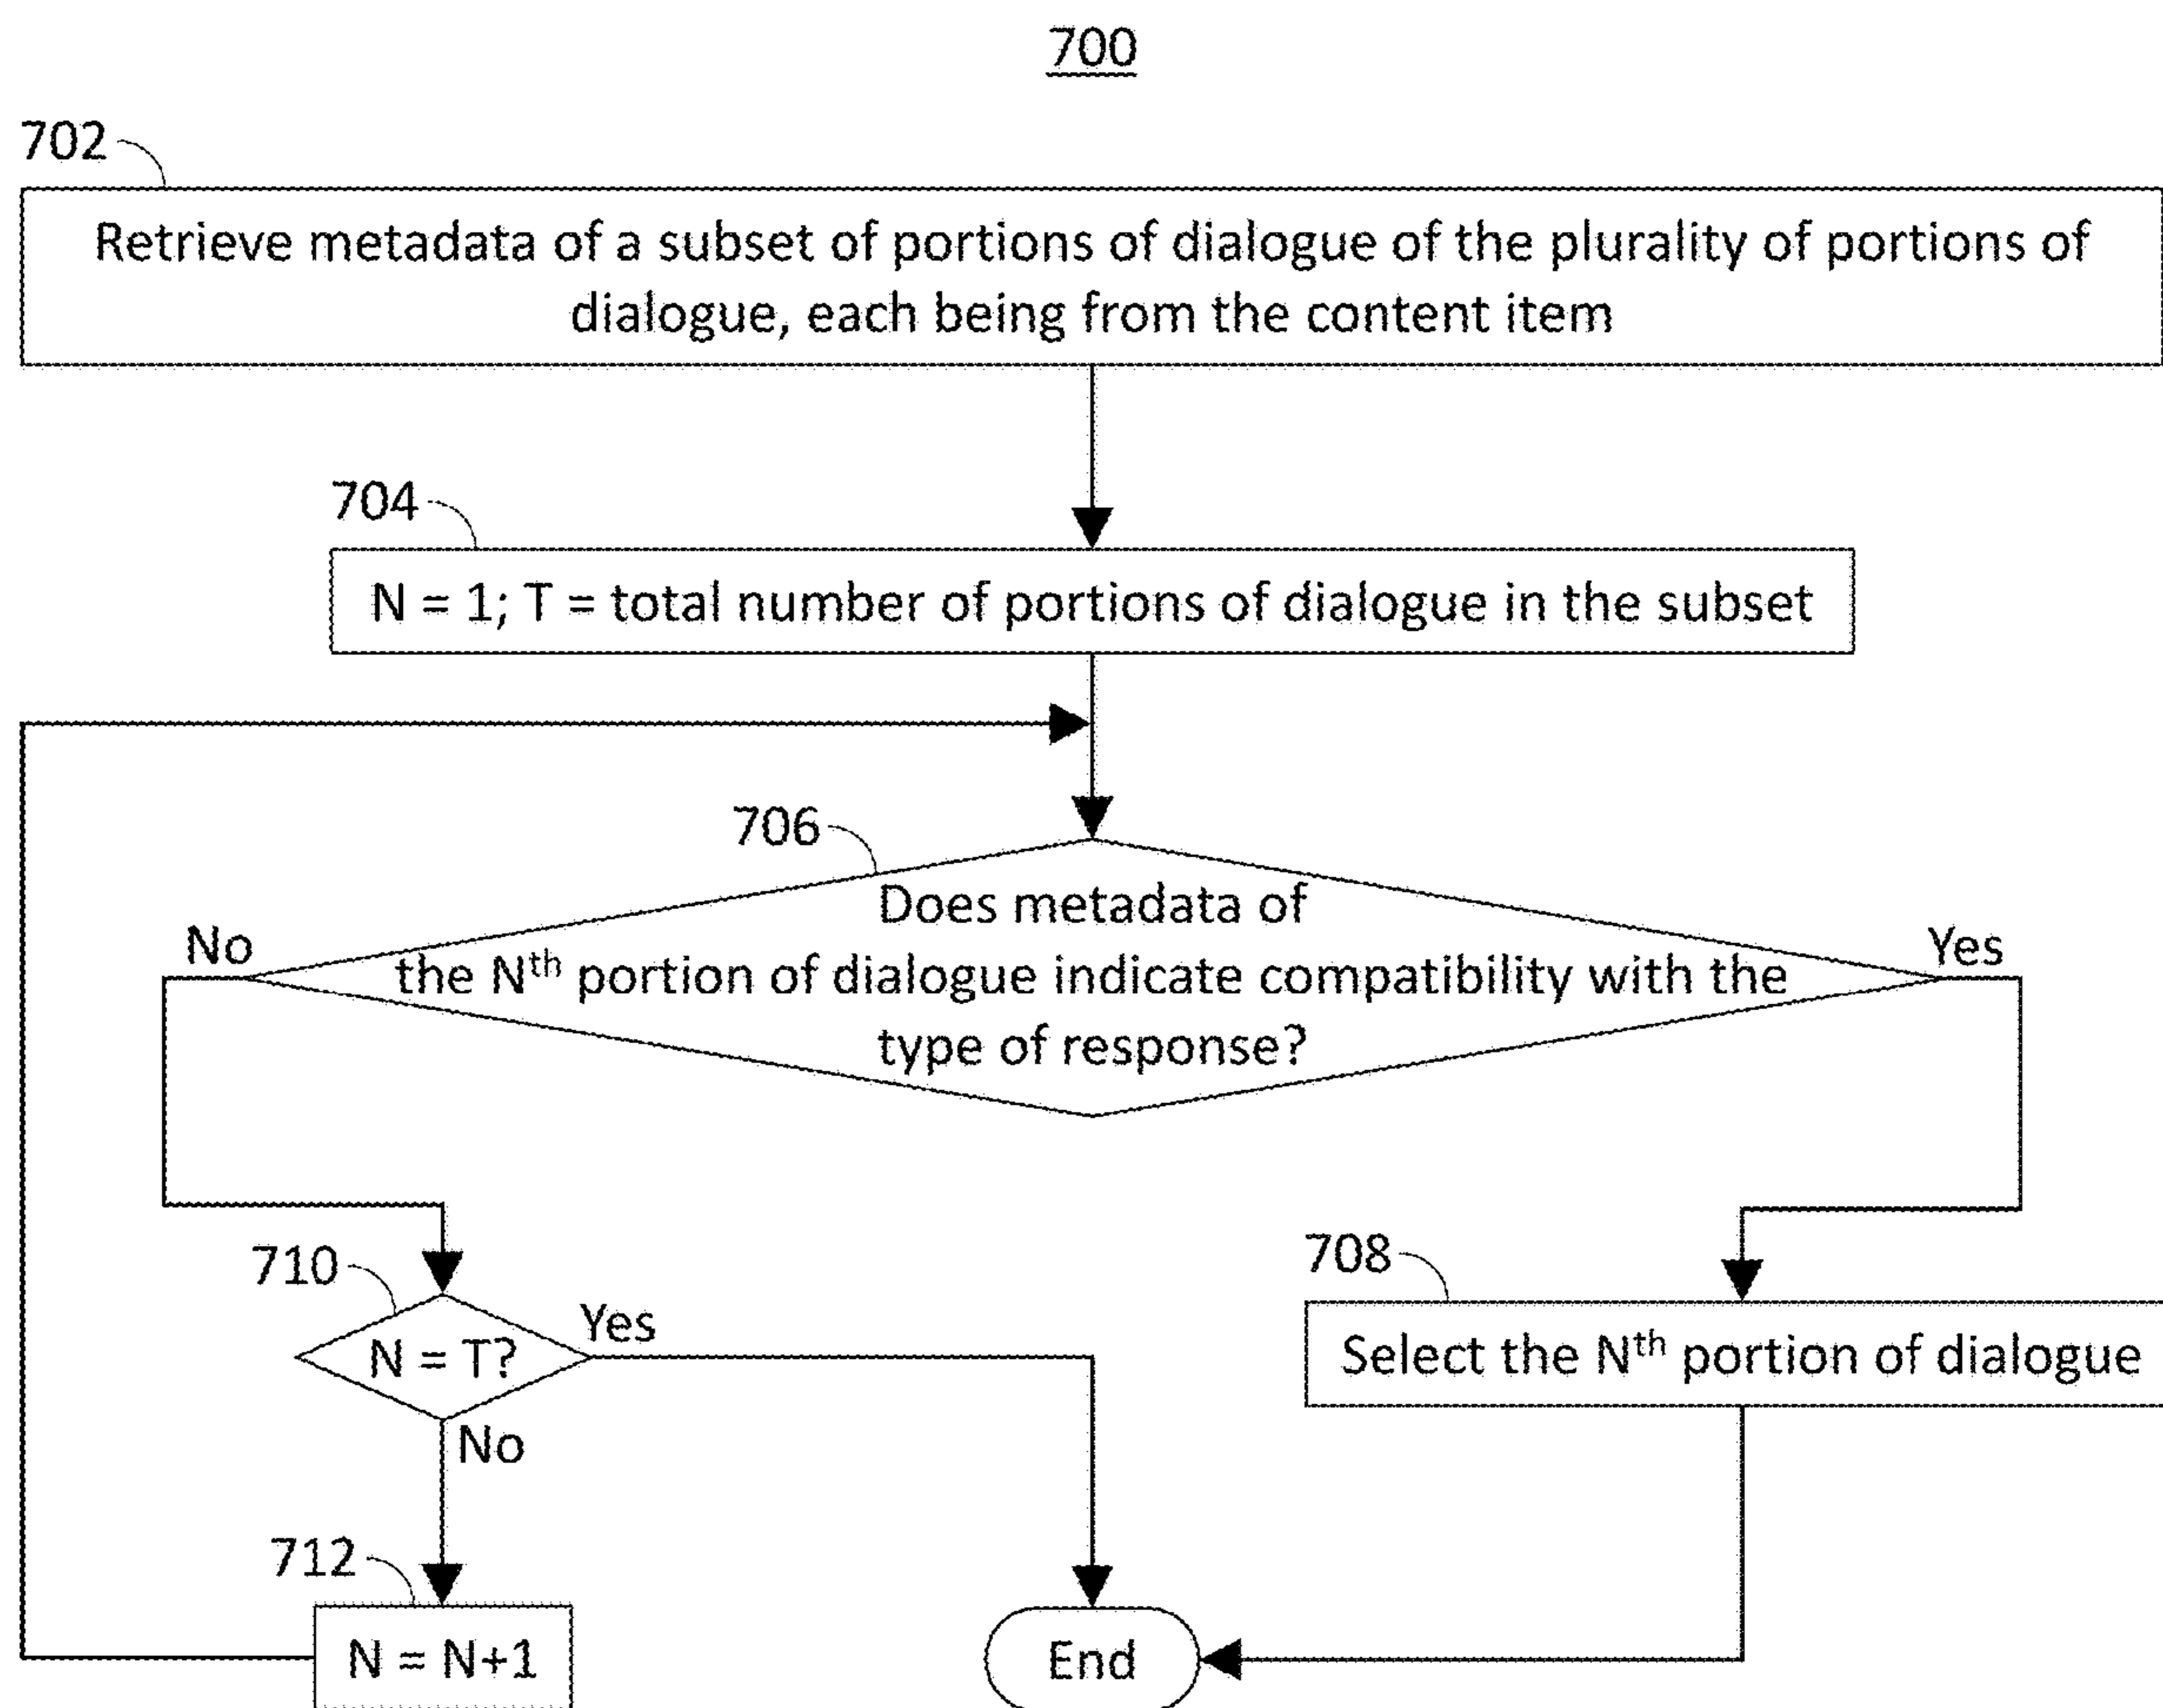 700
702
Retrieve metadata of a subset of portions of dialogue of the plurality of portions of
dialogue, each being from the content item
704
N = 1; T = total number of portions of dialogue in the subset
706
Does metadata of
the Nth portion of dialogue indicate compatibility with the
type of response?
No
Yes
710
N = T?
Yes
No
708
Select the Nth portion of dialogue
712
N = N+1
End